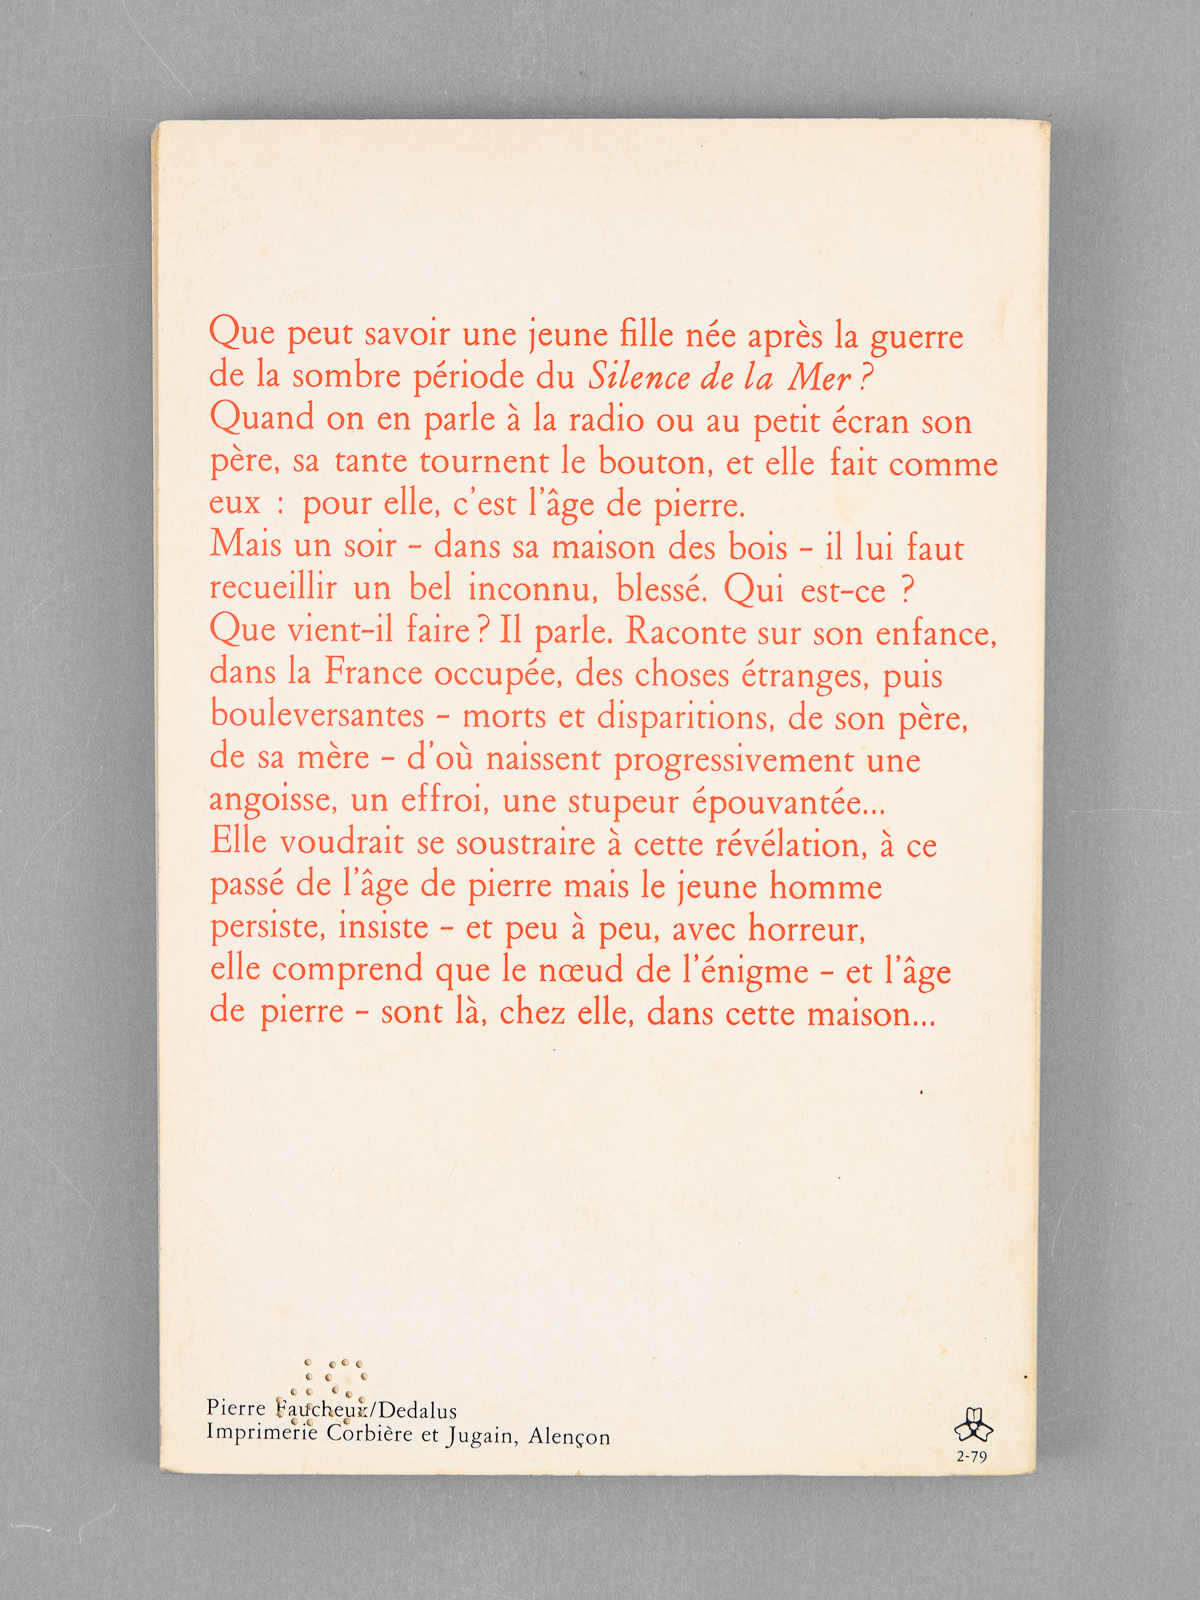 Que peut savoir une jeune fille née après la guerre
de la sombre période du Silence de la Mer ?
Quand on en parle à la radio ou au petit écran son
père, sa tante tournent le bouton, et elle fait comme
eux : pour elle, c'est l'âge de pierre.
Mais un soir – dans sa maison des bois – il lui faut
recueillir un bel inconnu, blessé. Qui est-ce ?
Que vient-il faire ? Il parle. Raconte sur son enfance,
dans la France occupée, des choses étranges, puis
bouleversantes – morts et disparitions, de son père,
de sa mère – d'où naissent progressivement une
angoisse, un effroi, une stupeur épouvantée...
Elle voudrait se soustraire à cette révélation, à ce
passé de l'âge de pierre mais le jeune homme
persiste, insiste – et peu à peu, avec horreur,
elle comprend que le nœud de l'énigme – et l'âge
de pierre – sont là, chez elle, dans cette maison...
Pierre Faucheux/Dedalus
Imprimerie Corbière et Jugain, Alençon
2-79